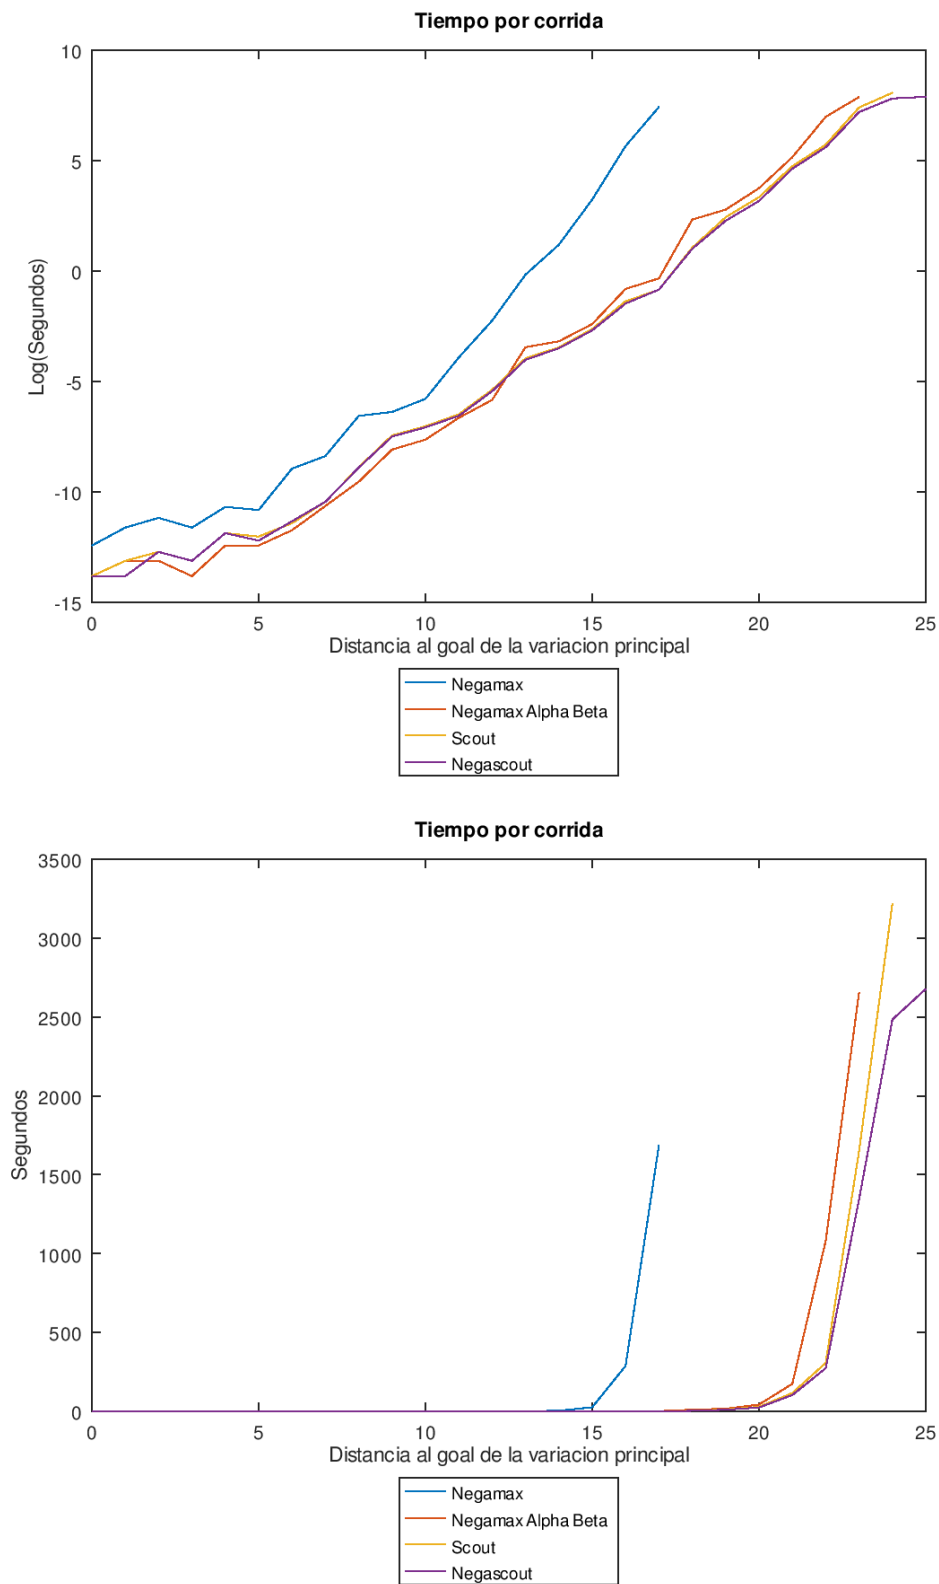 Tiempo por corrida
10
5
0
-5
-10
-15
Log(Segundos)
0 5 10 15 20 25
Distancia al goal de la variacion principal
Negamax
Negamax Alpha Beta
Scout
Negascout
Tiempo por corrida
3500
3000
2500
2000
1500
1000
500
0
Segundos
0 5 10 15 20 25
Distancia al goal de la variacion principal
Negamax
Negamax Alpha Beta
Scout
Negascout